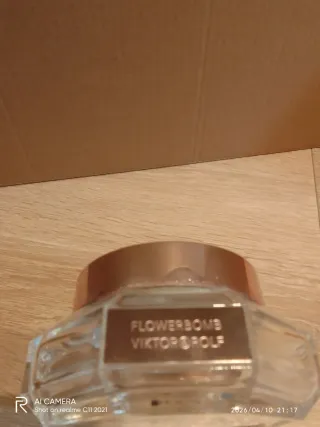 FLOWERBOMB
VIKTOR&ROLF
AI CAMERA
Shot on realme C11 2021
2026/04/10 21:17